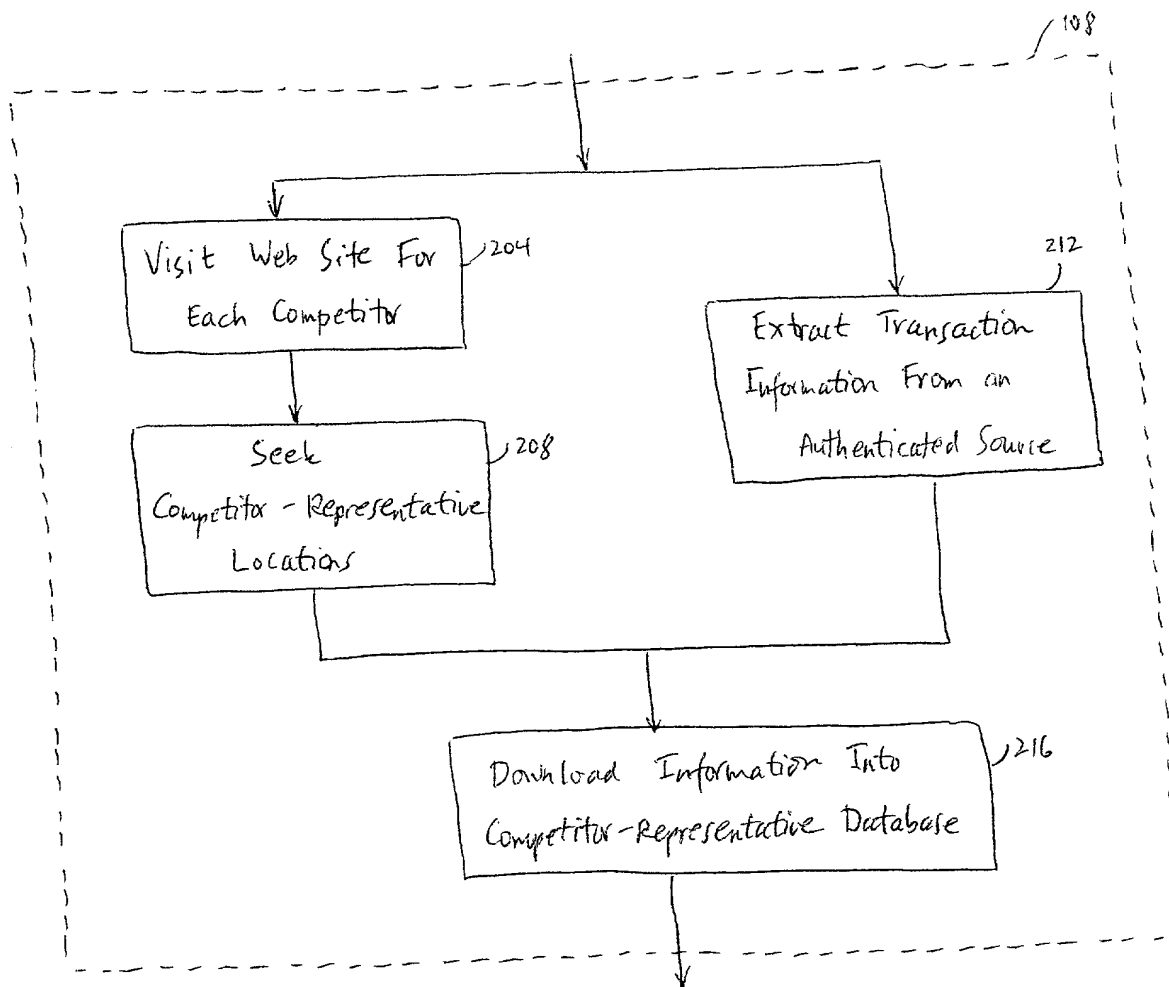 108
Visit Web Site For
Each Competitor
204
Seek
Competitor-Representative
Locations
208
212
Extract Transaction
Information From an
Authenticated Source
Download Information Into
Competitor-Representative Database
216